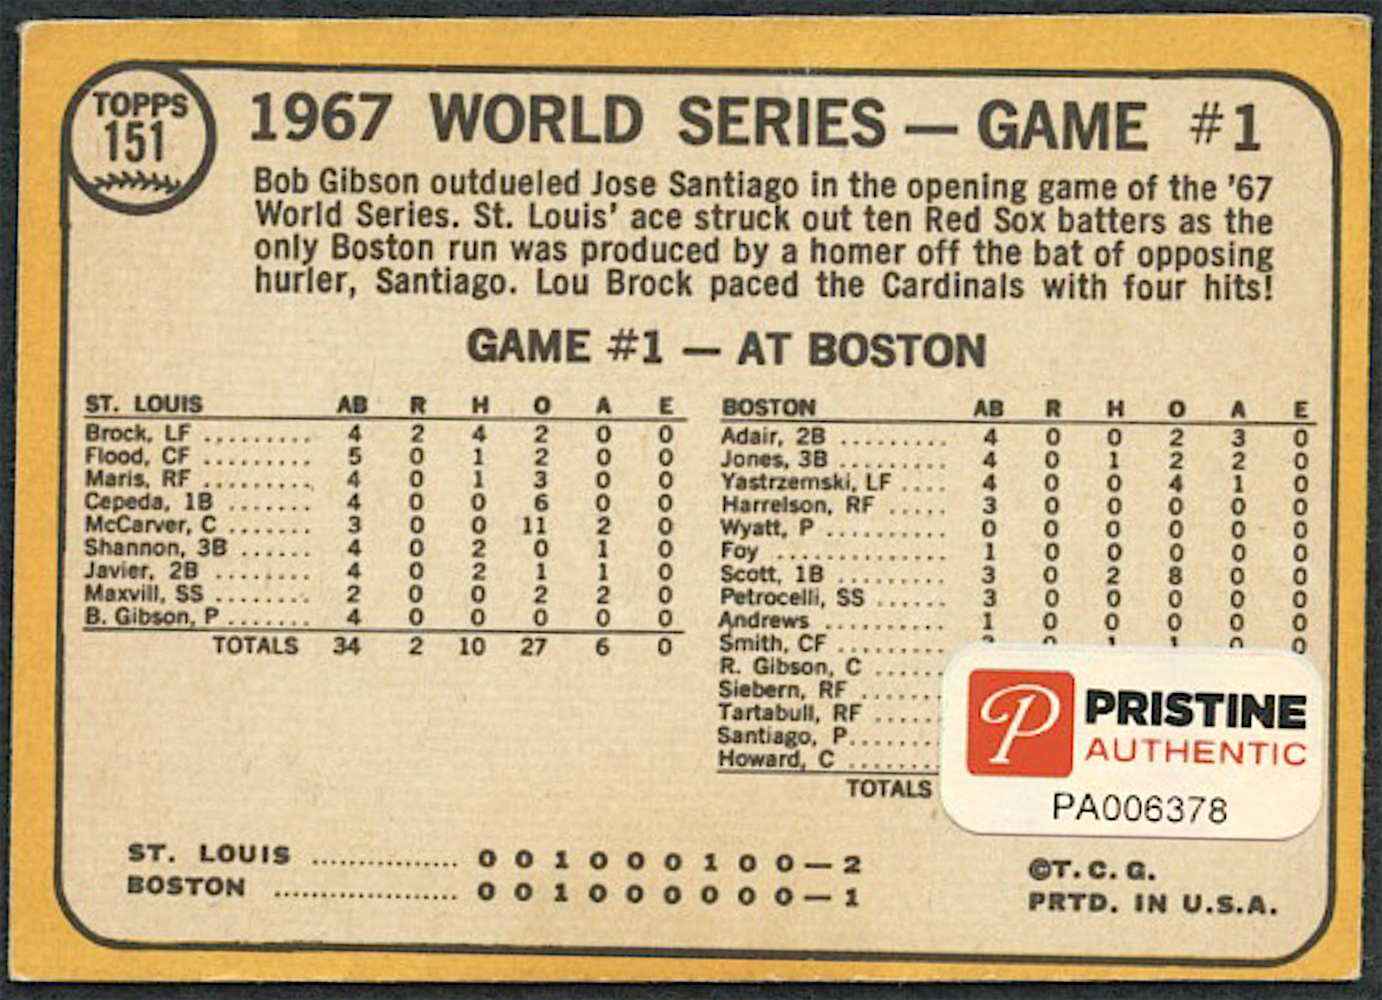 TOPPS
151
1967 WORLD SERIES — GAME #1
Bob Gibson outdueled Jose Santiago in the opening game of the '67
World Series. St. Louis' ace struck out ten Red Sox batters as the
only Boston run was produced by a homer off the bat of opposing
hurler, Santiago. Lou Brock paced the Cardinals with four hits!
GAME #1 — AT BOSTON
ST. LOUIS AB R H O A E
Brock, LF ......... 4 2 4 2 0 0
Flood, CF ......... 5 0 1 2 0 0
Maris, RF ......... 4 0 1 3 0 0
Cepeda, 1B ........ 4 0 0 6 0 0
McCarver, C ....... 3 0 0 11 2 0
Shannon, 3B ...... 4 0 2 0 1 0
Javier, 2B ........ 4 0 2 1 1 0
Maxvill, SS ........ 2 0 0 2 2 0
B. Gibson, P ....... 4 0 0 0 0 0
TOTALS 34 2 10 27 6 0
BOSTON AB R H O A E
Adair, 2B ......... 4 0 0 2 3 0
Jones, 3B ......... 4 0 1 2 2 0
Yastrzemski, LF .... 4 0 0 4 1 0
Harrelson, RF ..... 3 0 0 0 0 0
Wyatt, P .......... 0 0 0 0 0 0
Foy .............. 1 0 0 0 0 0
Scott, 1B ......... 3 0 2 8 0 0
Petrocelli, SS ...... 3 0 0 0 0 0
Andrews .......... 1 0 0 0 0 0
Smith, CF ......... 0 1 1 0 0
R. Gibson, C ......
Siebern, RF .......
Tartabull, RF ......
Santiago, P........
Howard, C ........
TOTALS
PRISTINE
AUTHENTIC
PA006378
ST. LOUIS ............... 0 0 1 0 0 0 1 0 0 — 2
BOSTON ................... 0 0 1 0 0 0 0 0 0 — 1
©T. C. G.
PRTD. IN U.S.A.